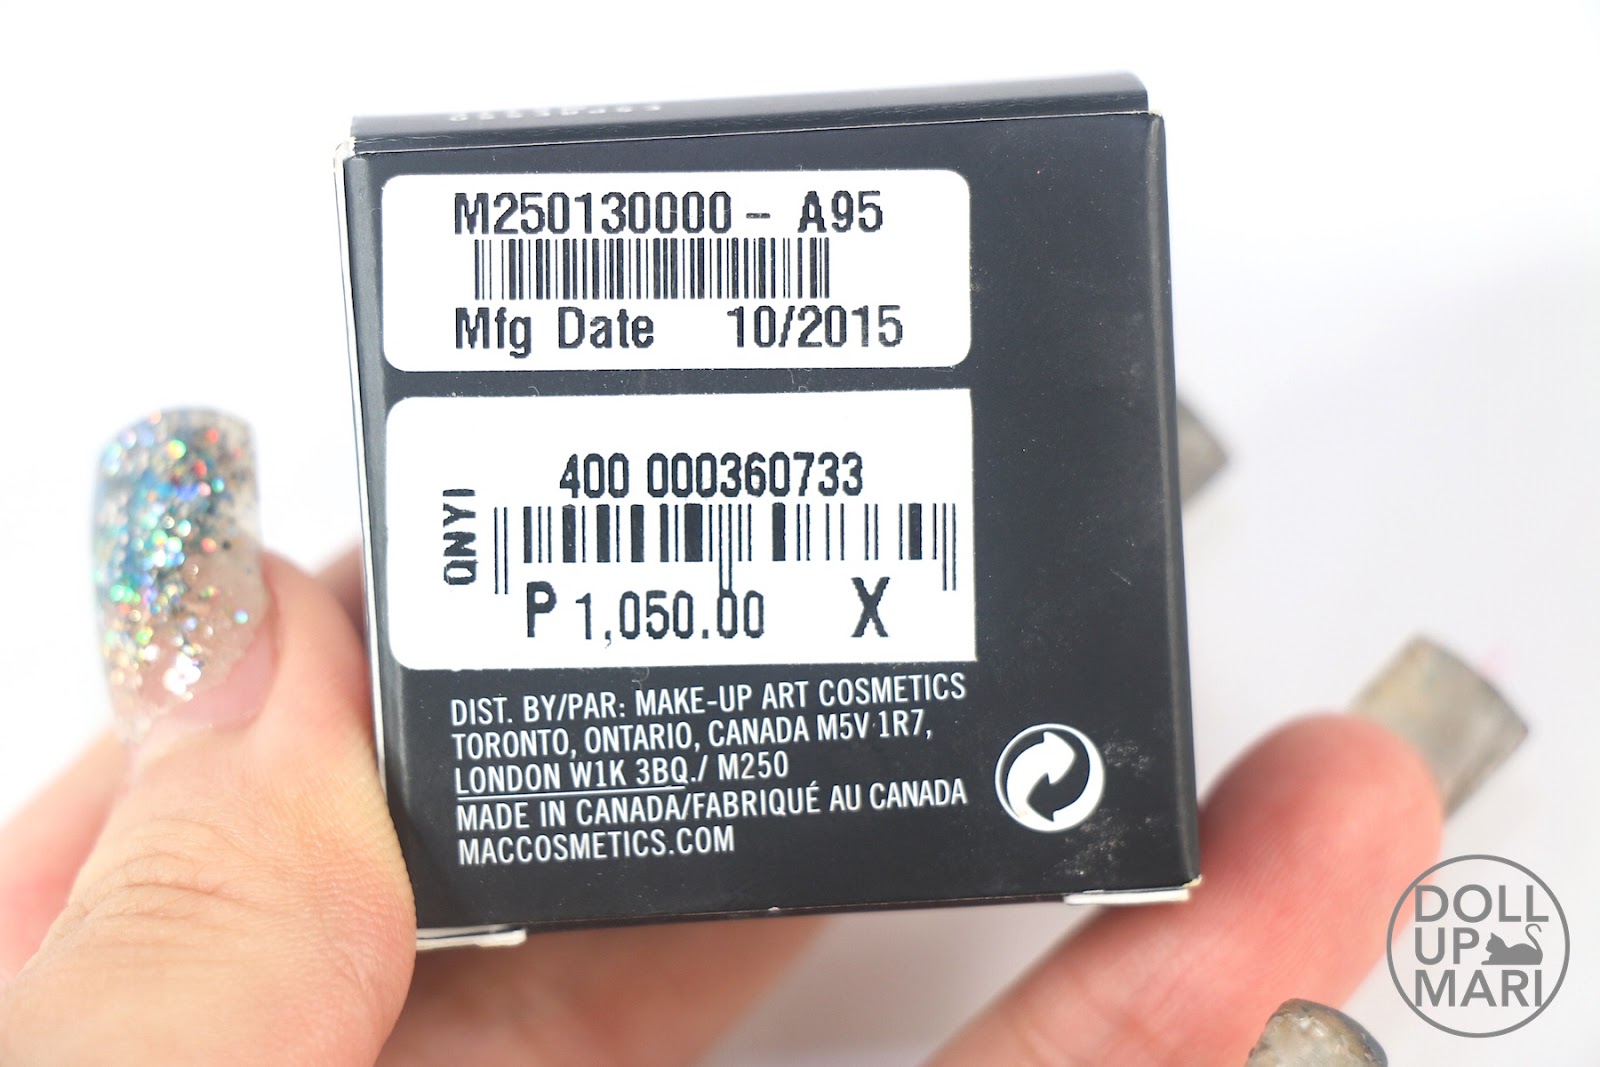 M250130000 - A95
Mfg Date 10/2015
400 000360733
QNYI
P 1,050.00 X
DIST. BY/PAR: MAKE-UP ART COSMETICS
TORONTO, ONTARIO, CANADA M5V 1R7,
LONDON W1K 3BQ./ M250
MADE IN CANADA/FABRIQUÉ AU CANADA
MACCOSMETICS.COM
DOLL
UP
MARI